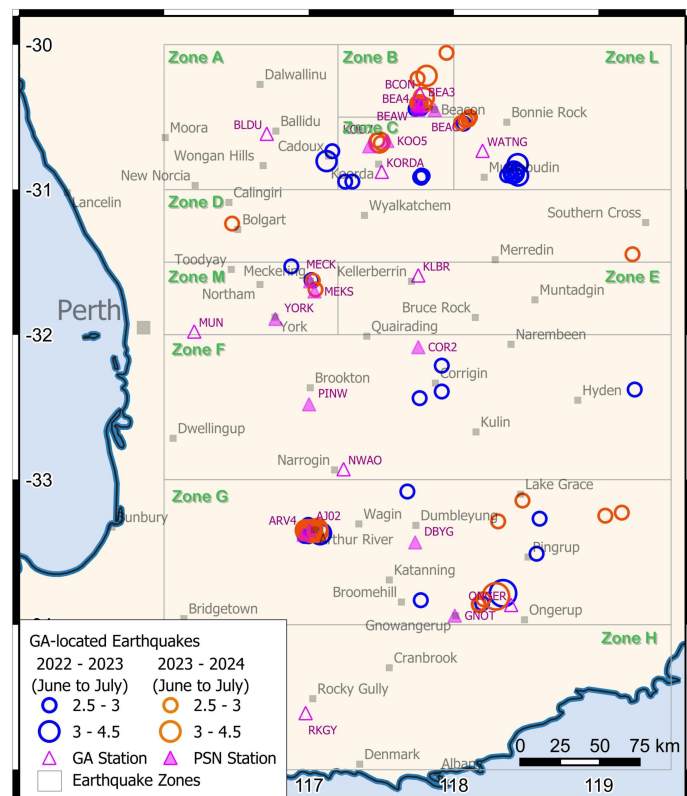 -30
Zone A
Zone B
Zone L
Dalwallinu
BCON
BEA3
BEA4
BEAW
Beacon
Bonnie Rock
BLDU
Ballidu
Zone C
KOO5
Moora
Cadoux
WATNG
Wongan Hills
KORDA
Koorda
New Norcia
-31
Lancelin
Calingiri
Zone D
Wyalkatchem
Southern Cross
Bolgart
Merredin
Toodyay
Zone M
Meckering
MECK
Kellerberrin
KLBR
Zone E
Northam
MEKS
Muntadgin
Perth
MUN
YORK
York
Bruce Rock
Quairading
-32
Narembeen
Zone F
COR2
Brookton
Corrigin
PINW
Hyden
Kulin
Dwellingup
Narrogin
NWAO
-33
Zone G
Lake Grace
ARV4
AJ02
Wagin
Dumbleyung
Bunbury
Arthur River
DBYG
Pingrup
Katanning
Broomehill
Bridgetown
GNOT
Ongerup
Gnowangerup
Zone H
GA-located Earthquakes
2022 - 2023
2023 - 2024
(June to July)
(June to July)
2.5 - 3
2.5 - 3
3 - 4.5
3 - 4.5
GA Station
PSN Station
Earthquake Zones
Cranbrook
Rocky Gully
RKGY
Denmark
Albany
0 25 50 75 km
117
118
119